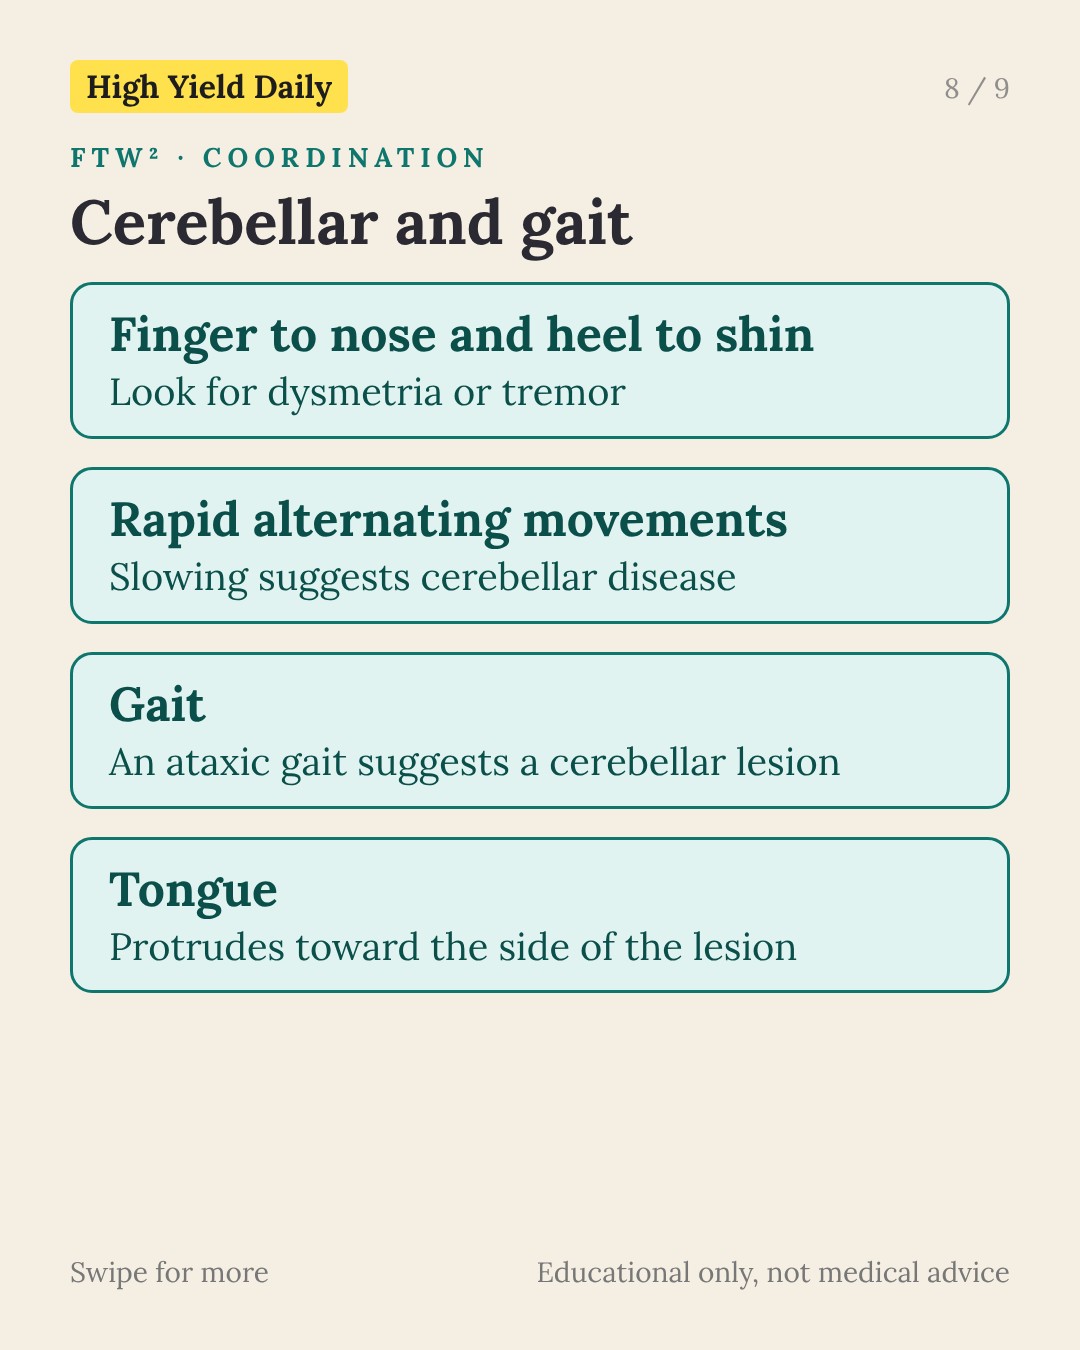 High Yield Daily
8 / 9
FTW² · COORDINATION
Cerebellar and gait
Finger to nose and heel to shin
Look for dysmetria or tremor
Rapid alternating movements
Slowing suggests cerebellar disease
Gait
An ataxic gait suggests a cerebellar lesion
Tongue
Protrudes toward the side of the lesion
Swipe for more
Educational only, not medical advice